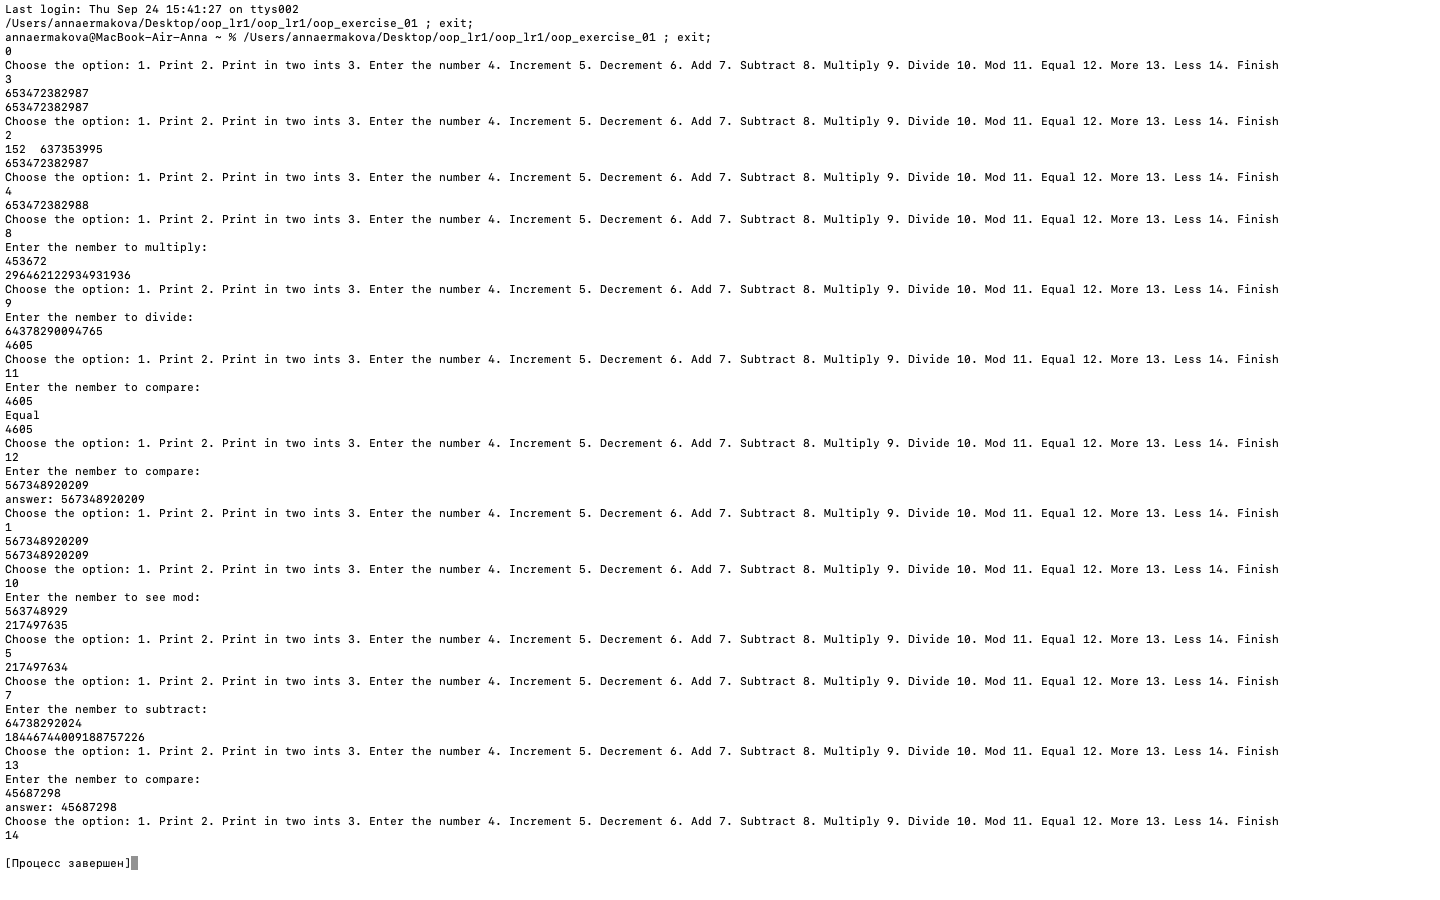 Last login: Thu Sep 24 15:41:27 on ttys002
/Users/annaermakova/Desktop/oop_lr1/oop_lr1/oop_exercise_01 ; exit;
annaermakova@MacBook-Air-Anna ~ % /Users/annaermakova/Desktop/oop_lr1/oop_lr1/oop_exercise_01 ; exit;
0
Choose the option: 1. Print 2. Print in two ints 3. Enter the number 4. Increment 5. Decrement 6. Add 7. Subtract 8. Multiply 9. Divide 10. Mod 11. Equal 12. More 13. Less 14. Finish
3
653472382987
653472382987
Choose the option: 1. Print 2. Print in two ints 3. Enter the number 4. Increment 5. Decrement 6. Add 7. Subtract 8. Multiply 9. Divide 10. Mod 11. Equal 12. More 13. Less 14. Finish
2
152  637353995
653472382987
Choose the option: 1. Print 2. Print in two ints 3. Enter the number 4. Increment 5. Decrement 6. Add 7. Subtract 8. Multiply 9. Divide 10. Mod 11. Equal 12. More 13. Less 14. Finish
4
653472382988
Choose the option: 1. Print 2. Print in two ints 3. Enter the number 4. Increment 5. Decrement 6. Add 7. Subtract 8. Multiply 9. Divide 10. Mod 11. Equal 12. More 13. Less 14. Finish
8
Enter the nember to multiply:
453672
296462122934931936
Choose the option: 1. Print 2. Print in two ints 3. Enter the number 4. Increment 5. Decrement 6. Add 7. Subtract 8. Multiply 9. Divide 10. Mod 11. Equal 12. More 13. Less 14. Finish
9
Enter the nember to divide:
64378290094765
4605
Choose the option: 1. Print 2. Print in two ints 3. Enter the number 4. Increment 5. Decrement 6. Add 7. Subtract 8. Multiply 9. Divide 10. Mod 11. Equal 12. More 13. Less 14. Finish
11
Enter the nember to compare:
4605
Equal
4605
Choose the option: 1. Print 2. Print in two ints 3. Enter the number 4. Increment 5. Decrement 6. Add 7. Subtract 8. Multiply 9. Divide 10. Mod 11. Equal 12. More 13. Less 14. Finish
12
Enter the nember to compare:
567348920209
answer: 567348920209
Choose the option: 1. Print 2. Print in two ints 3. Enter the number 4. Increment 5. Decrement 6. Add 7. Subtract 8. Multiply 9. Divide 10. Mod 11. Equal 12. More 13. Less 14. Finish
1
567348920209
567348920209
Choose the option: 1. Print 2. Print in two ints 3. Enter the number 4. Increment 5. Decrement 6. Add 7. Subtract 8. Multiply 9. Divide 10. Mod 11. Equal 12. More 13. Less 14. Finish
10
Enter the nember to see mod:
563748929
217497635
Choose the option: 1. Print 2. Print in two ints 3. Enter the number 4. Increment 5. Decrement 6. Add 7. Subtract 8. Multiply 9. Divide 10. Mod 11. Equal 12. More 13. Less 14. Finish
5
217497634
Choose the option: 1. Print 2. Print in two ints 3. Enter the number 4. Increment 5. Decrement 6. Add 7. Subtract 8. Multiply 9. Divide 10. Mod 11. Equal 12. More 13. Less 14. Finish
7
Enter the nember to subtract:
64738292024
18446744009188757226
Choose the option: 1. Print 2. Print in two ints 3. Enter the number 4. Increment 5. Decrement 6. Add 7. Subtract 8. Multiply 9. Divide 10. Mod 11. Equal 12. More 13. Less 14. Finish
13
Enter the nember to compare:
45687298
answer: 45687298
Choose the option: 1. Print 2. Print in two ints 3. Enter the number 4. Increment 5. Decrement 6. Add 7. Subtract 8. Multiply 9. Divide 10. Mod 11. Equal 12. More 13. Less 14. Finish
14
[Процесс завершен]